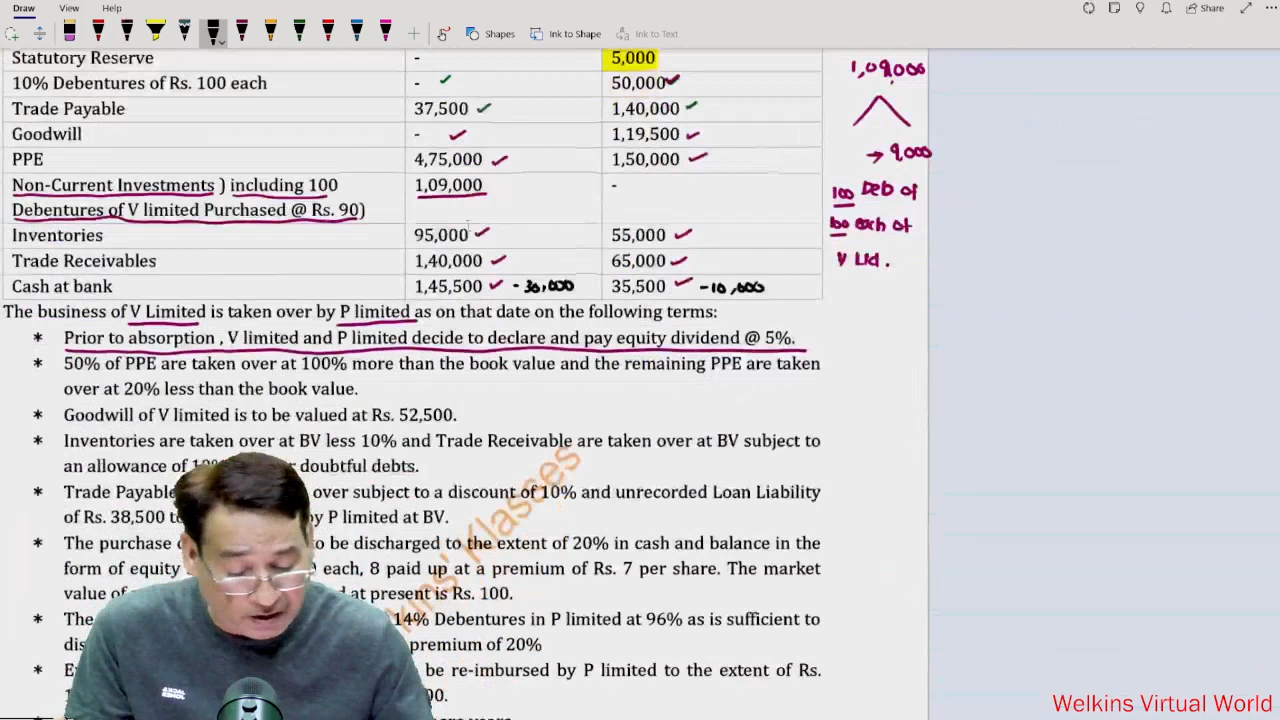 Draw View Help
Share
Shapes Ink to Shape Ink to Text
Statutory Reserve - 5,000
10% Debentures of Rs. 100 each - 50,000
Trade Payable 37,500 1,40,000
Goodwill - 1,19,500
PPE 4,75,000 1,50,000
Non-Current Investments ) including 100 1,09,000 -
Debentures of V limited Purchased @ Rs. 90)
Inventories 95,000 55,000
Trade Receivables 1,40,000 65,000
Cash at bank 1,45,500 - 30,000 35,500 - 10,000
1,09,000
→ 9,000
100 Deb of
100 each of
V Ltd.
The business of V Limited is taken over by P limited as on that date on the following terms:
* Prior to absorption , V limited and P limited decide to declare and pay equity dividend @ 5%.
* 50% of PPE are taken over at 100% more than the book value and the remaining PPE are taken
over at 20% less than the book value.
* Goodwill of V limited is to be valued at Rs. 52,500.
* Inventories are taken over at BV less 10% and Trade Receivable are taken over at BV subject to
an allowance of doubtful debts.
* Trade Payable over subject to a discount of 10% and unrecorded Loan Liability
of Rs. 38,500 by P limited at BV.
* The purchase to be discharged to the extent of 20% in cash and balance in the
form of equity each, 8 paid up at a premium of Rs. 7 per share. The market
value of at present is Rs. 100.
* The 14% Debentures in P limited at 96% as is sufficient to
premium of 20%
* be re-imbursed by P limited to the extent of Rs.
Klasses
Welkins Virtual World